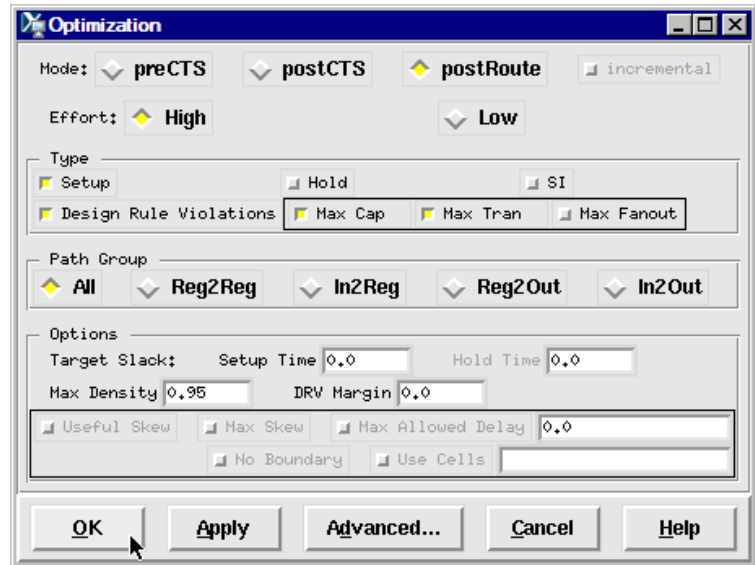 Optimization
Mode: preCTS postCTS postRoute incremental
Effort: High Low
Type
Setup Hold SI
Design Rule Violations Max Cap Max Tran Max Fanout
Path Group
All Reg2Reg In2Reg Reg2Out In2Out
Options
Target Slack: Setup Time 0.0 Hold Time 0.0
Max Density 0.95 DRV Margin 0.0
Useful Skew Max Skew Max Allowed Delay 0.0
No Boundary Use Cells
OK Apply Advanced... Cancel Help